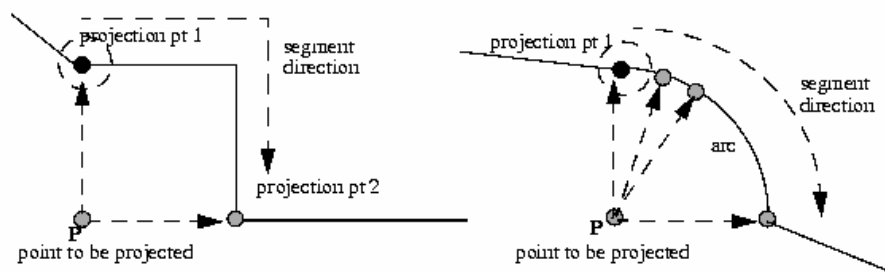 projection pt 1
segment
direction
projection pt 2
P
point to be projected
projection pt 1
segment
direction
arc
P
point to be projected